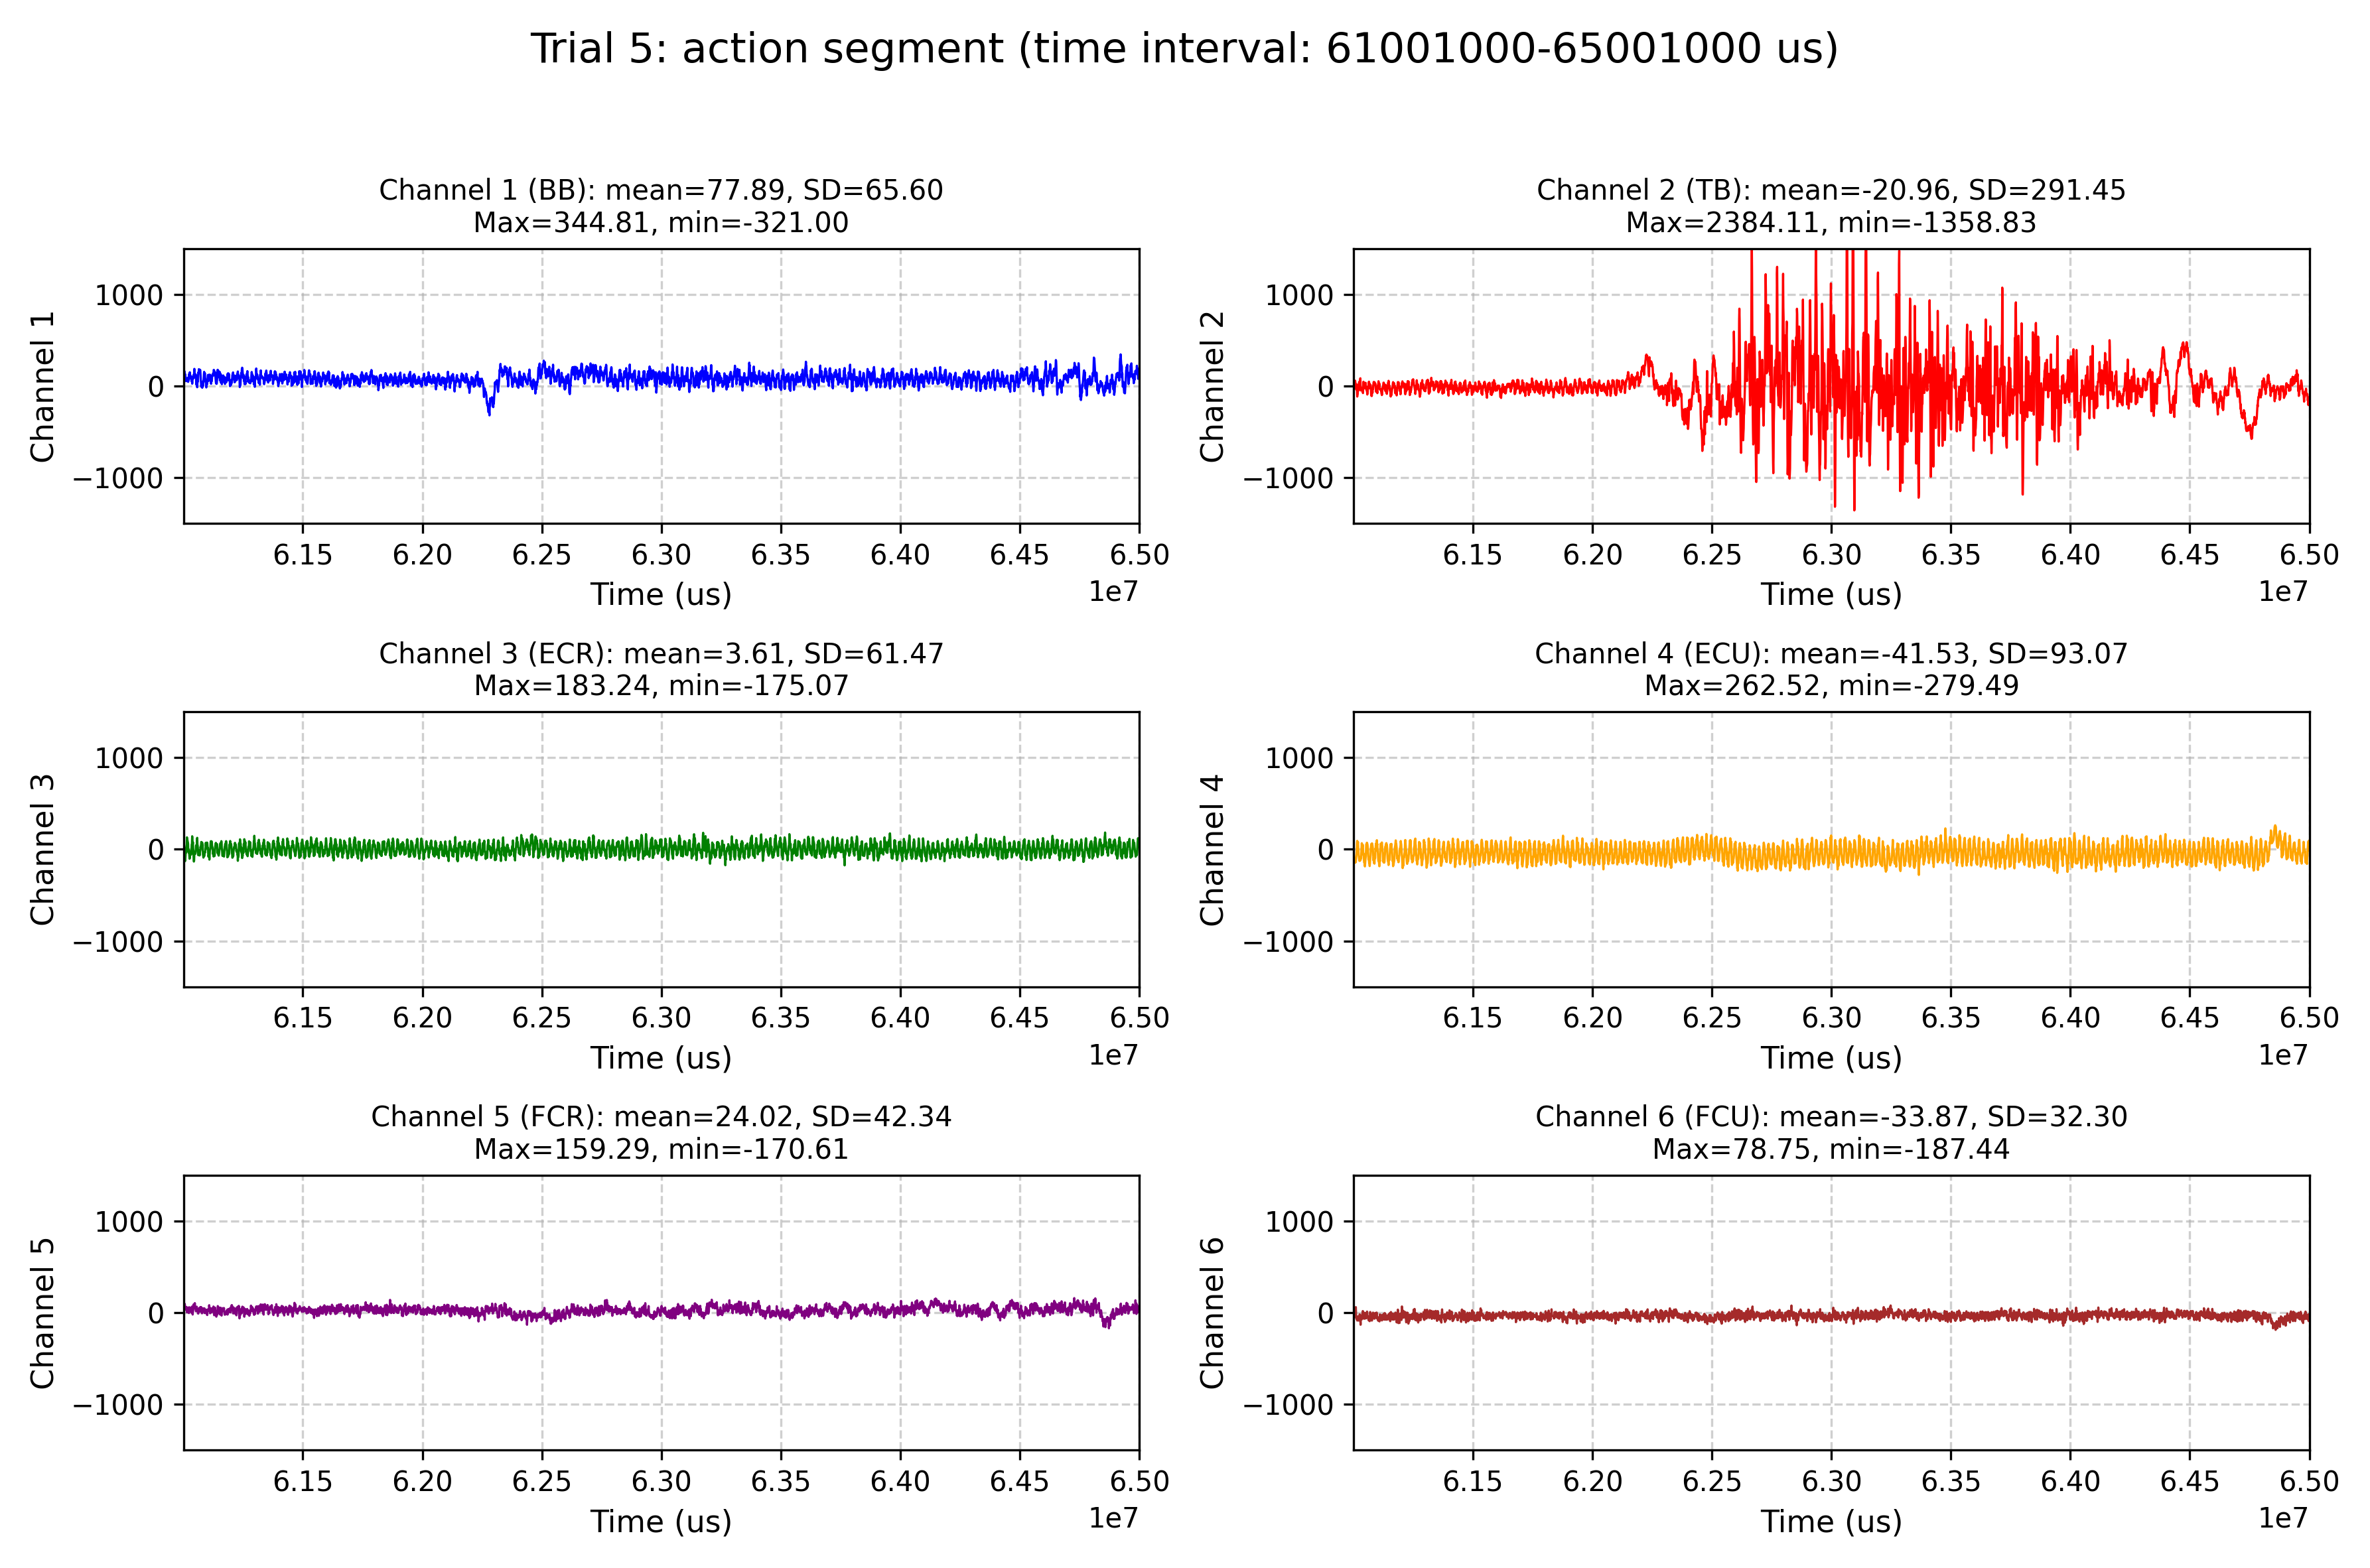 Trial 5: action segment (time interval: 61001000-65001000 us)
Channel 1 (BB): mean=77.89, SD=65.60
Max=344.81, min=-321.00
Channel 1
1000
0
−1000
6.15 6.20 6.25 6.30 6.35 6.40 6.45 6.50
Time (us)
1e7
Channel 2 (TB): mean=-20.96, SD=291.45
Max=2384.11, min=-1358.83
Channel 2
1000
0
−1000
6.15 6.20 6.25 6.30 6.35 6.40 6.45 6.50
Time (us)
1e7
Channel 3 (ECR): mean=3.61, SD=61.47
Max=183.24, min=-175.07
Channel 3
1000
0
−1000
6.15 6.20 6.25 6.30 6.35 6.40 6.45 6.50
Time (us)
1e7
Channel 4 (ECU): mean=-41.53, SD=93.07
Max=262.52, min=-279.49
Channel 4
1000
0
−1000
6.15 6.20 6.25 6.30 6.35 6.40 6.45 6.50
Time (us)
1e7
Channel 5 (FCR): mean=24.02, SD=42.34
Max=159.29, min=-170.61
Channel 5
1000
0
−1000
6.15 6.20 6.25 6.30 6.35 6.40 6.45 6.50
Time (us)
1e7
Channel 6 (FCU): mean=-33.87, SD=32.30
Max=78.75, min=-187.44
Channel 6
1000
0
−1000
6.15 6.20 6.25 6.30 6.35 6.40 6.45 6.50
Time (us)
1e7